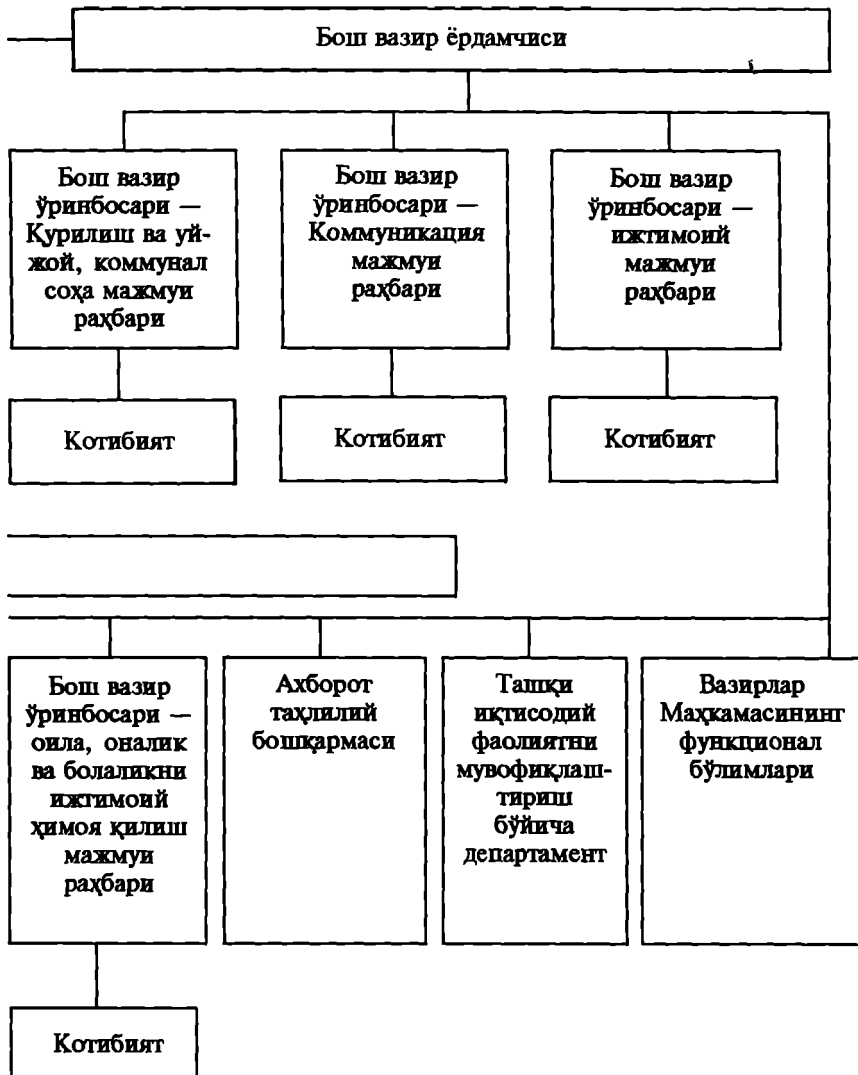 Бош вазир ёрдамчиси
Бош вазир
ўринбосари —
Қурилиш ва уй-
жой, коммунал
соҳа мажмуи
раҳбари
Бош вазир
ўринбосари —
Коммуникация
мажмуи
раҳбари
Бош вазир
ўринбосари —
ижтимоий
мажмуи
раҳбари
Котибият
Котибият
Котибият
Бош вазир
ўринбосари —
оила, оналик
ва болаликни
ижтимоий
ҳимоя қилиш
мажмуи
раҳбари
Ахборот
таҳлилий
бошқармаси
Ташқи
иқтисодий
фаолиятни
мувофиқлаш-
тириш
бўйича
департамент
Вазирлар
Маҳкамасининг
функционал
бўлимлари
Котибият